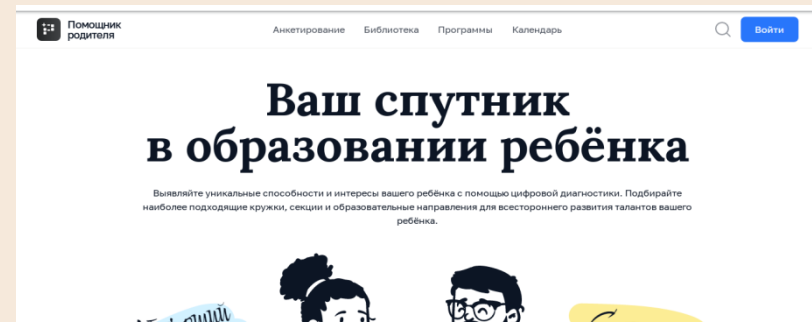 Помощник
родителя
Анкетирование Библиотека Программы Календарь
Войти
Ваш спутник
в образовании ребёнка
Выявляйте уникальные способности и интересы вашего ребёнка с помощью цифровой диагностики. Подбирайте
наиболее подходящие кружки, секции и образовательные направления для всестороннего развития талантов вашего
ребёнка.